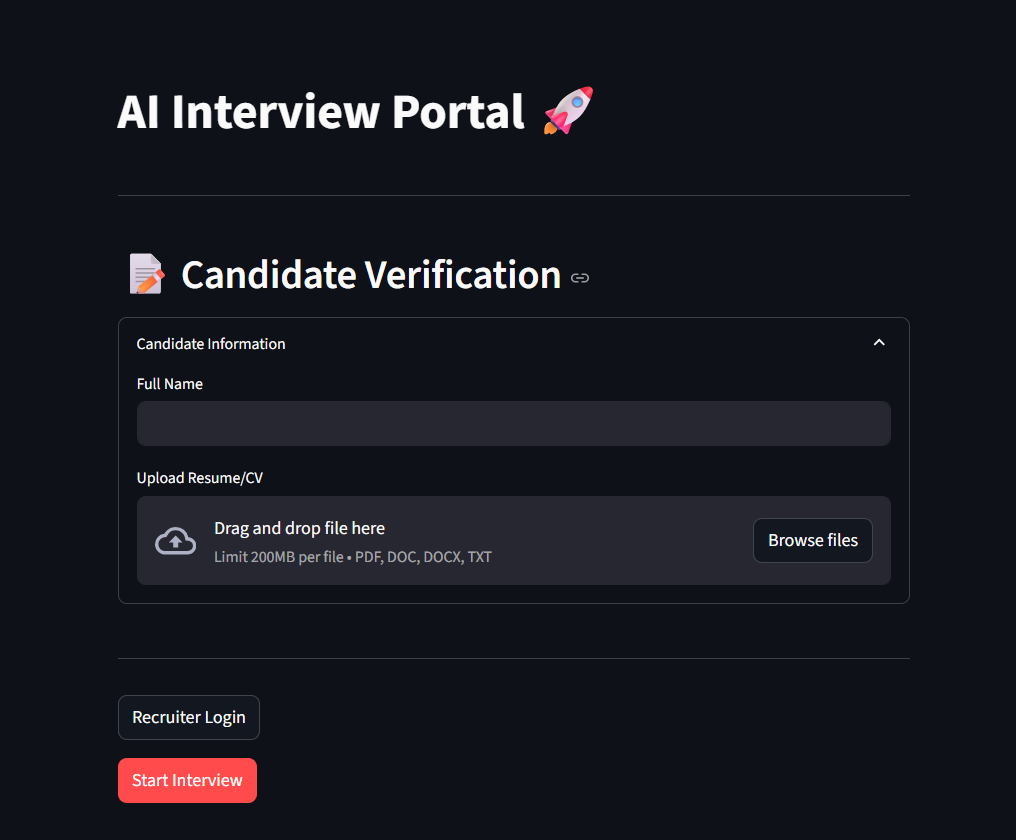 AI Interview Portal 🚀
📝 Candidate Verification
Candidate Information
Full Name
Upload Resume/CV
Drag and drop file here
Limit 200MB per file • PDF, DOC, DOCX, TXT
Browse files
Recruiter Login
Start Interview